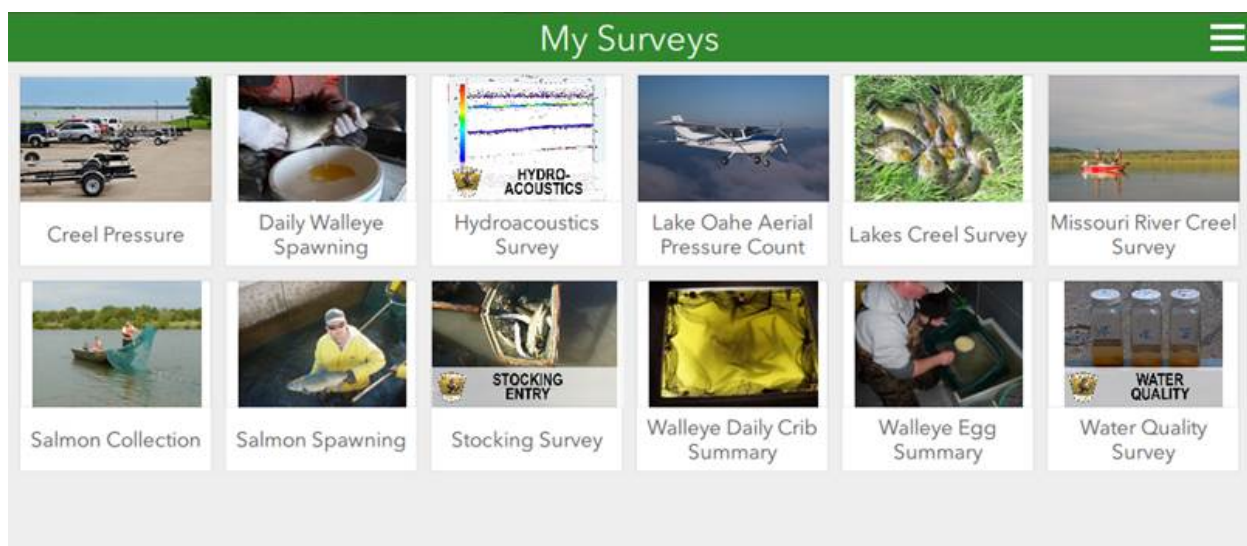 My Surveys
HYDRO-
ACOUSTICS
Creel Pressure
Daily Walleye
Spawning
Hydroacoustics
Survey
Lake Oahe Aerial
Pressure Count
Lakes Creel Survey
Missouri River Creel
Survey
STOCKING
ENTRY
WATER
QUALITY
Salmon Collection
Salmon Spawning
Stocking Survey
Walleye Daily Crib
Summary
Walleye Egg
Summary
Water Quality
Survey